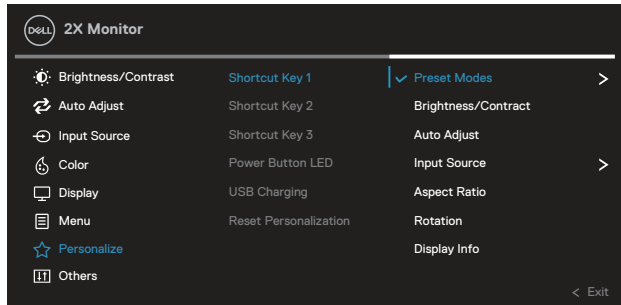 DELL 2X Monitor
Brightness/Contrast Shortcut Key 1 Preset Modes >
Auto Adjust Shortcut Key 2 Brightness/Contract
Input Source Shortcut Key 3 Auto Adjust
Color Power Button LED Input Source >
Display USB Charging Aspect Ratio
Menu Reset Personalization Rotation
Personalize Display Info
Others
< Exit